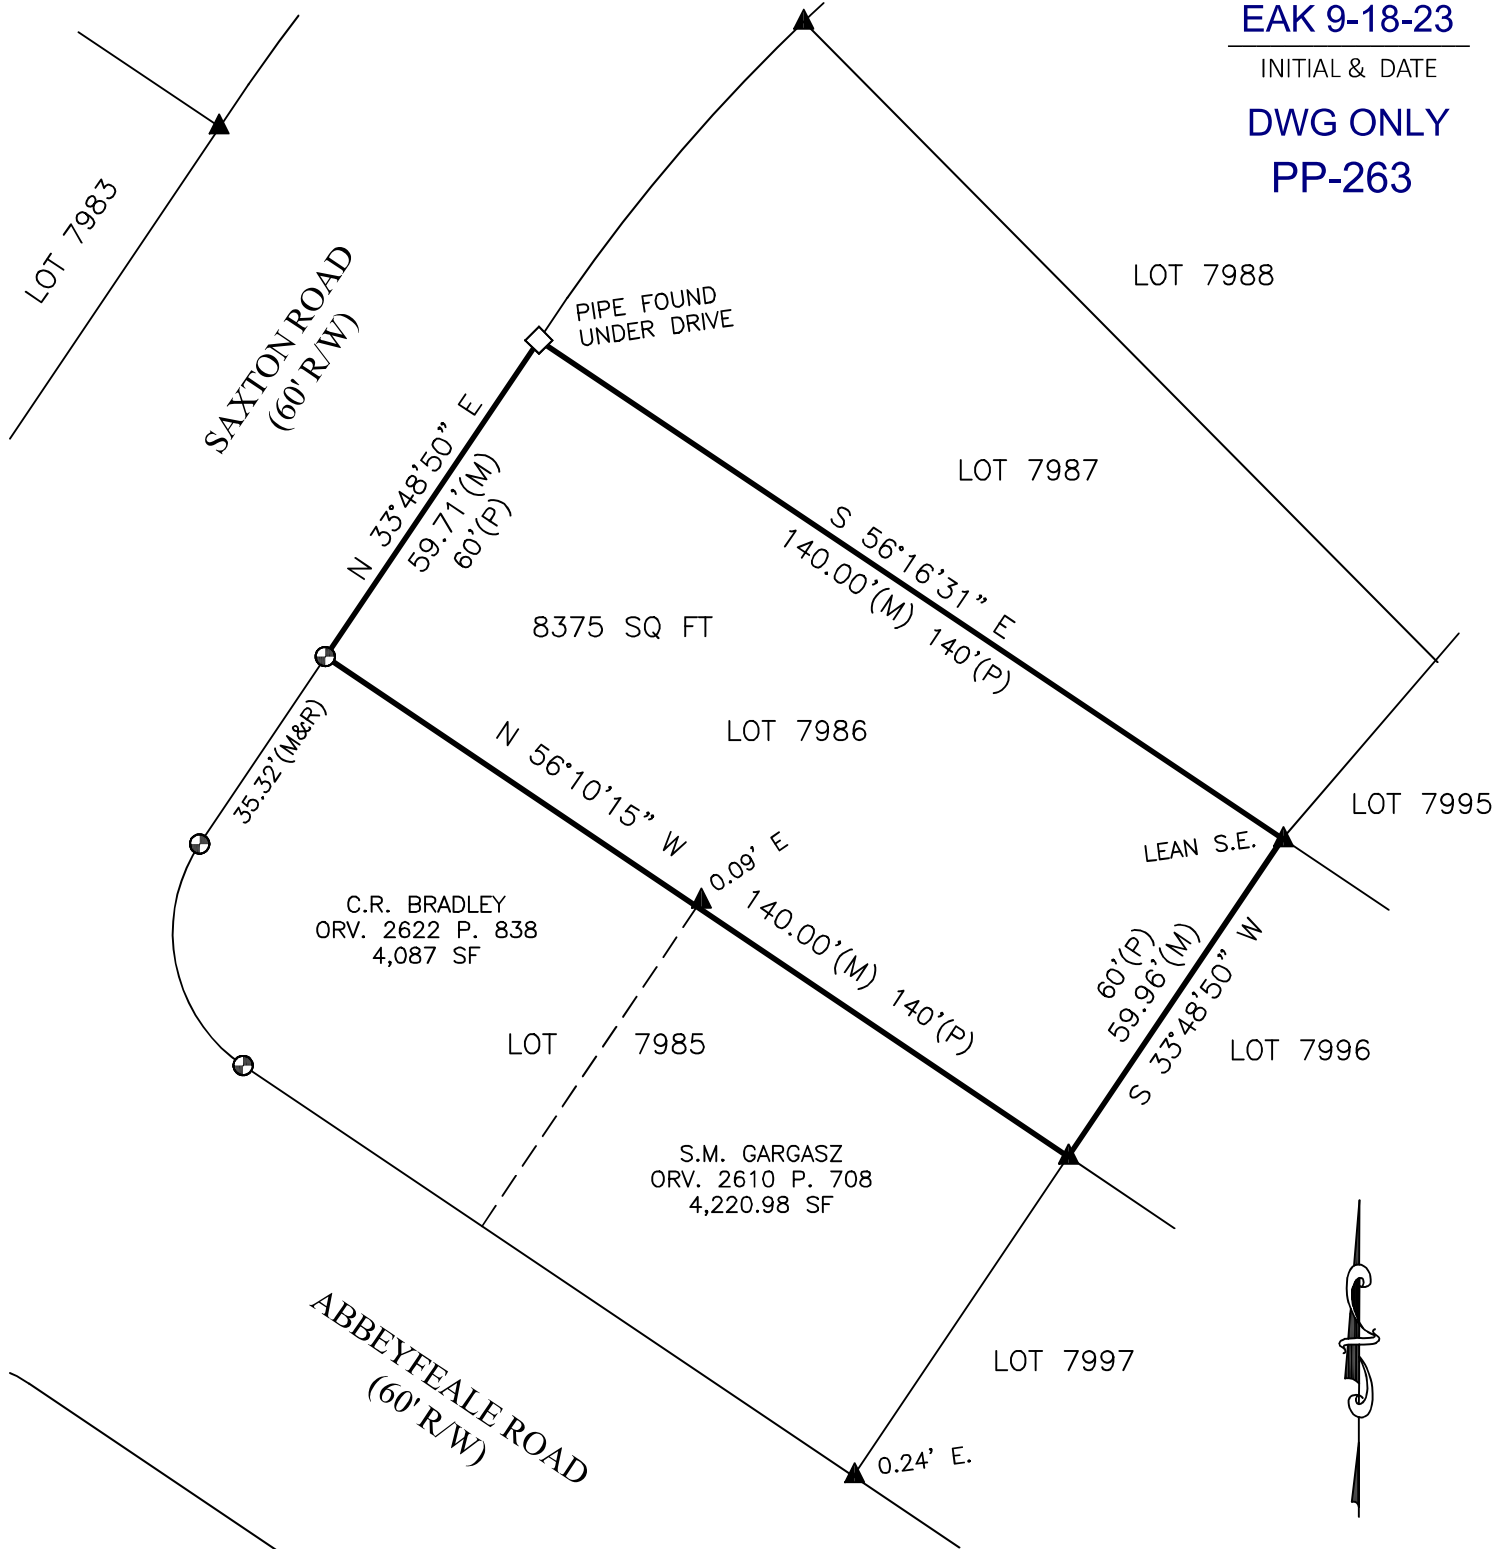 EAK 9-18-23
INITIAL & DATE
DWG ONLY
PP-263
LOT 7983
SAXTON ROAD
(60' R/W)
PIPE FOUND
UNDER DRIVE
LOT 7988
LOT 7987
N 33°48'50" E
59.71'(M)
60'(P)
S 56°16'31" E
140.00'(M) 140'(P)
8375 SQ FT
LOT 7986
35.32'(M&R)
N 56°10'15" W
140.00'(M) 140'(P)
0.09' E
LOT 7995
LEAN S.E.
C.R. BRADLEY
ORV. 2622 P. 838
4,087 SF
60'(P)
59.96'(M)
S 33°48'50" W
LOT 7985
LOT 7996
S.M. GARGASZ
ORV. 2610 P. 708
4,220.98 SF
ABBEYFEALE ROAD
(60' R/W)
LOT 7997
0.24' E.